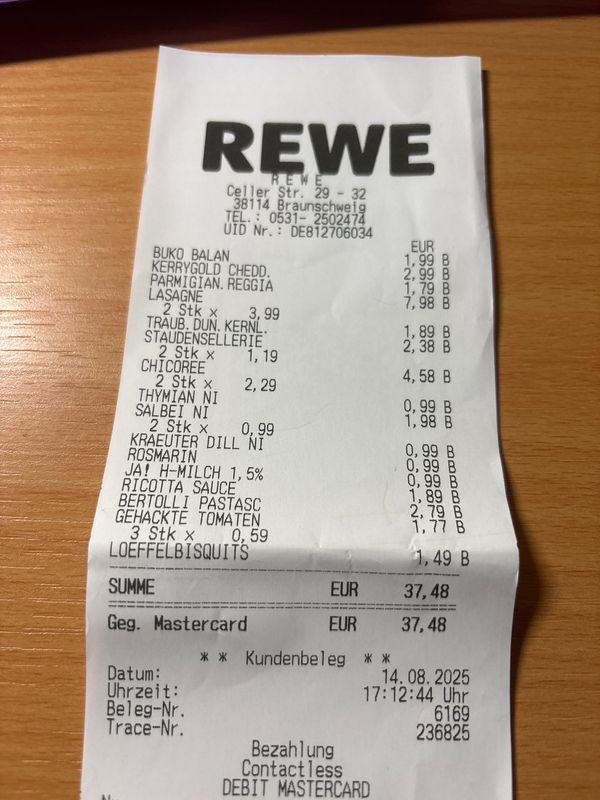 REWE
R E W E
Celler Str. 29 - 32
38114 Braunschweig
TEL.: 0531- 2502474
UID Nr.: DE812706034
EUR
BUKO BALAN 1,99 B
KERRYGOLD CHEDD. 2,99 B
PARMIGIAN.REGGIA 1,79 B
LASAGNE 7,98 B
2 Stk x 3,99
TRAUB.DUN.KERNL. 1,89 B
STAUDENSELLERIE 2,38 B
2 Stk x 1,19
CHICOREE 4,58 B
2 Stk x 2,29
THYMIAN NI 0,99 B
SALBEI NI 1,98 B
2 Stk x 0,99
KRAEUTER DILL NI 0,99 B
ROSMARIN 0,99 B
JA! H-MILCH 1,5% 0,99 B
RICOTTA SAUCE 1,89 B
BERTOLLI PASTASC 2,79 B
GEHACKTE TOMATEN 1,77 B
3 Stk x 0,59
LOEFFELBISQUITS 1,49 B
SUMME EUR 37,48
Geg. Mastercard EUR 37,48
* * Kundenbeleg * *
Datum: 14.08.2025
Uhrzeit: 17:12:44 Uhr
Beleg-Nr. 6169
Trace-Nr. 236825
Bezahlung
Contactless
DEBIT MASTERCARD